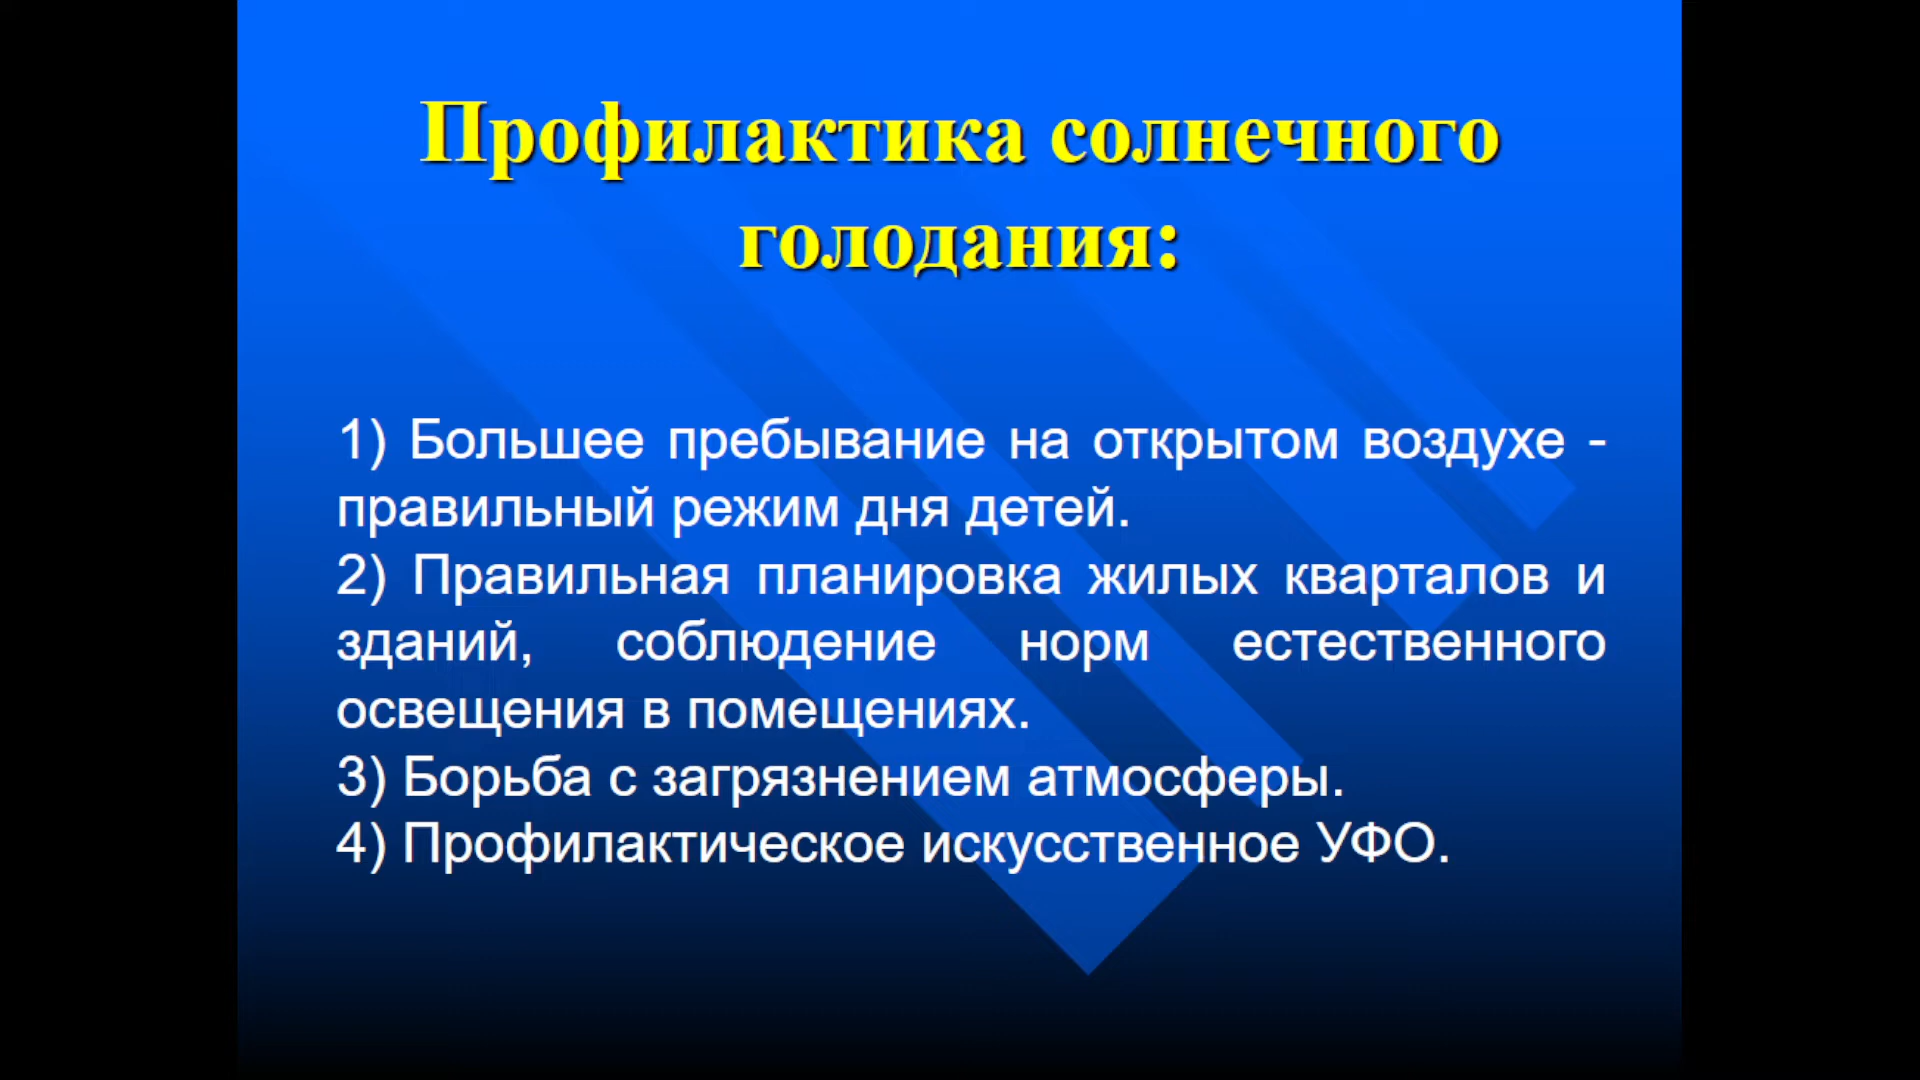 Профилактика солнечного
голодания:
1) Большее пребывание на открытом воздухе -
правильный режим дня детей.
2) Правильная планировка жилых кварталов и
зданий, соблюдение норм естественного
освещения в помещениях.
3) Борьба с загрязнением атмосферы.
4) Профилактическое искусственное УФО.